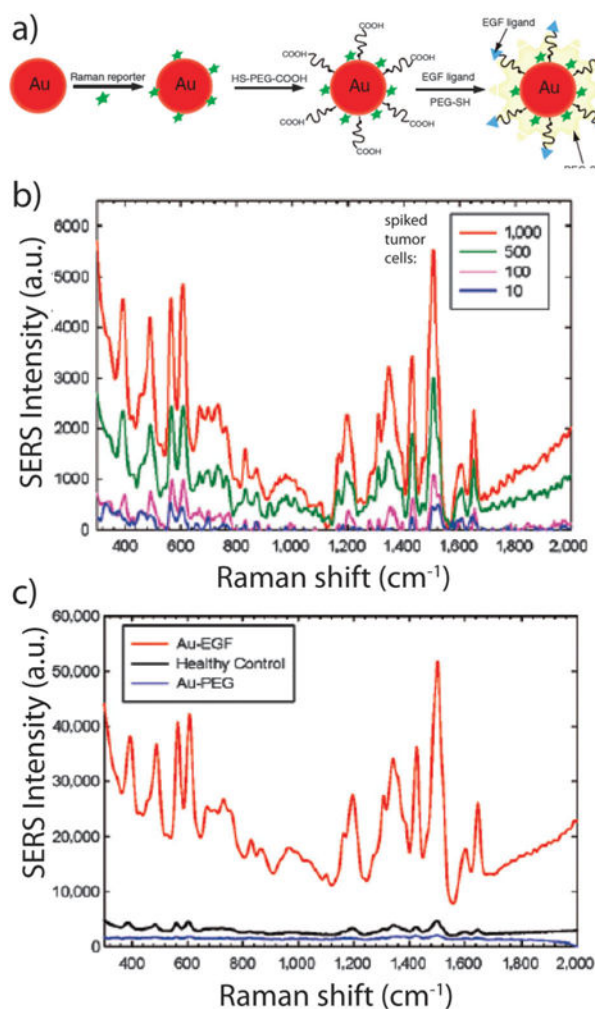 a)
Au
Raman reporter
Au
HS-PEG-COOH
COOH
COOH
COOH
COOH
COOH
COOH
Au
EGF ligand
PEG-SH
EGF ligand
Au
b)
SERS Intensity (a.u.)
6000
5000
4000
3000
2000
1000
0
spiked
tumor
cells:
1,000
500
100
10
400 600 800 1,000 1,200 1,400 1,600 1,800 2,000
Raman shift (cm⁻¹)
c)
SERS Intensity (a.u.)
60,000
50,000
40,000
30,000
20,000
10,000
0
Au-EGF
Healthy Control
Au-PEG
400 600 800 1,000 1,200 1,400 1,600 1,800 2,000
Raman shift (cm⁻¹)